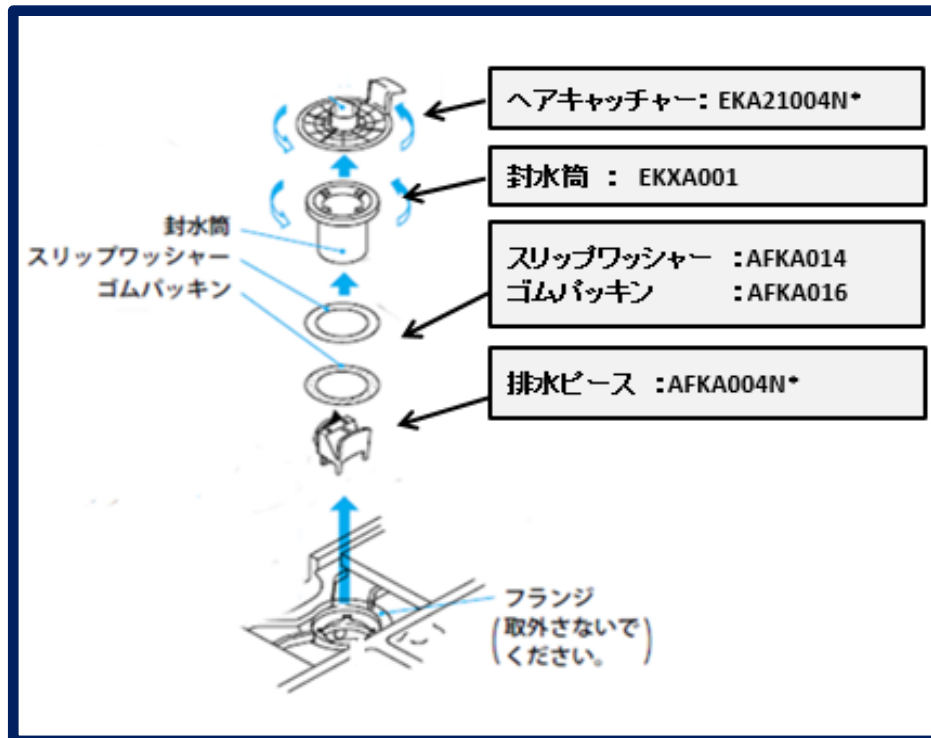 ヘアキャッチャー: EKA21004N*
封水筒 : EKXA001
封水筒
スリップワッシャー
ゴムパッキン
スリップワッシャー :AFKA014
ゴムパッキン :AFKA016
排水ピース :AFKA004N*
フランジ
(取外さないで
ください。)